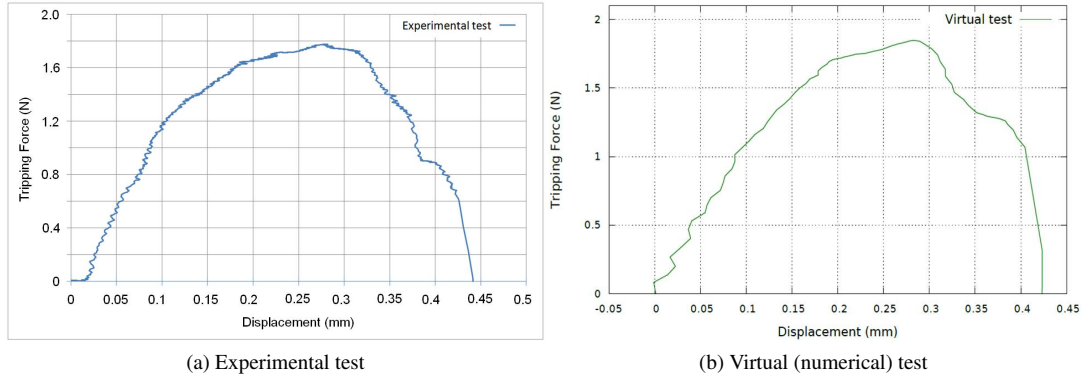 Experimental test
Tripping Force (N)
2.0
1.6
1.2
0.8
0.4
0
0 0.05 0.1 0.15 0.2 0.25 0.3 0.35 0.4 0.45 0.5
Displacement (mm)
(a) Experimental test
Virtual test
Tripping Force (N)
2
1.5
1
0.5
0
-0.05 0 0.05 0.1 0.15 0.2 0.25 0.3 0.35 0.4 0.45
Displacement (mm)
(b) Virtual (numerical) test